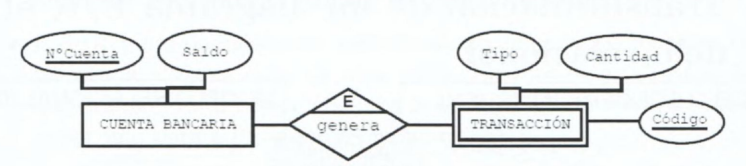 NºCuenta
Saldo
Tipo
Cantidad
E
CUENTA BANCARIA
genera
TRANSACCIÓN
Código